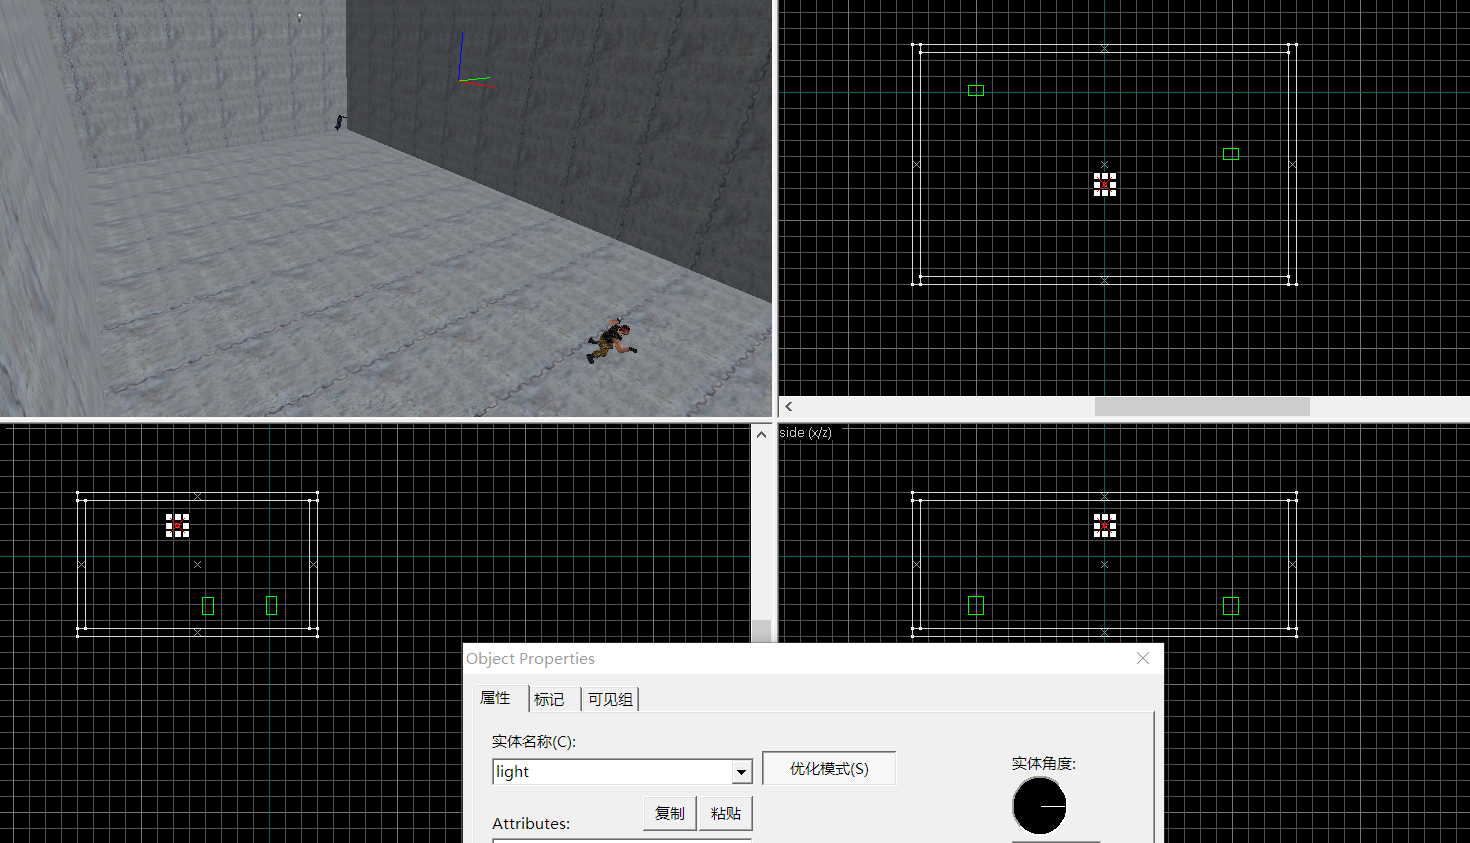 side (x/z)
Object Properties
属性
标记
可见组
实体名称(C):
light
优化模式(S)
实体角度:
复制
粘贴
Attributes: